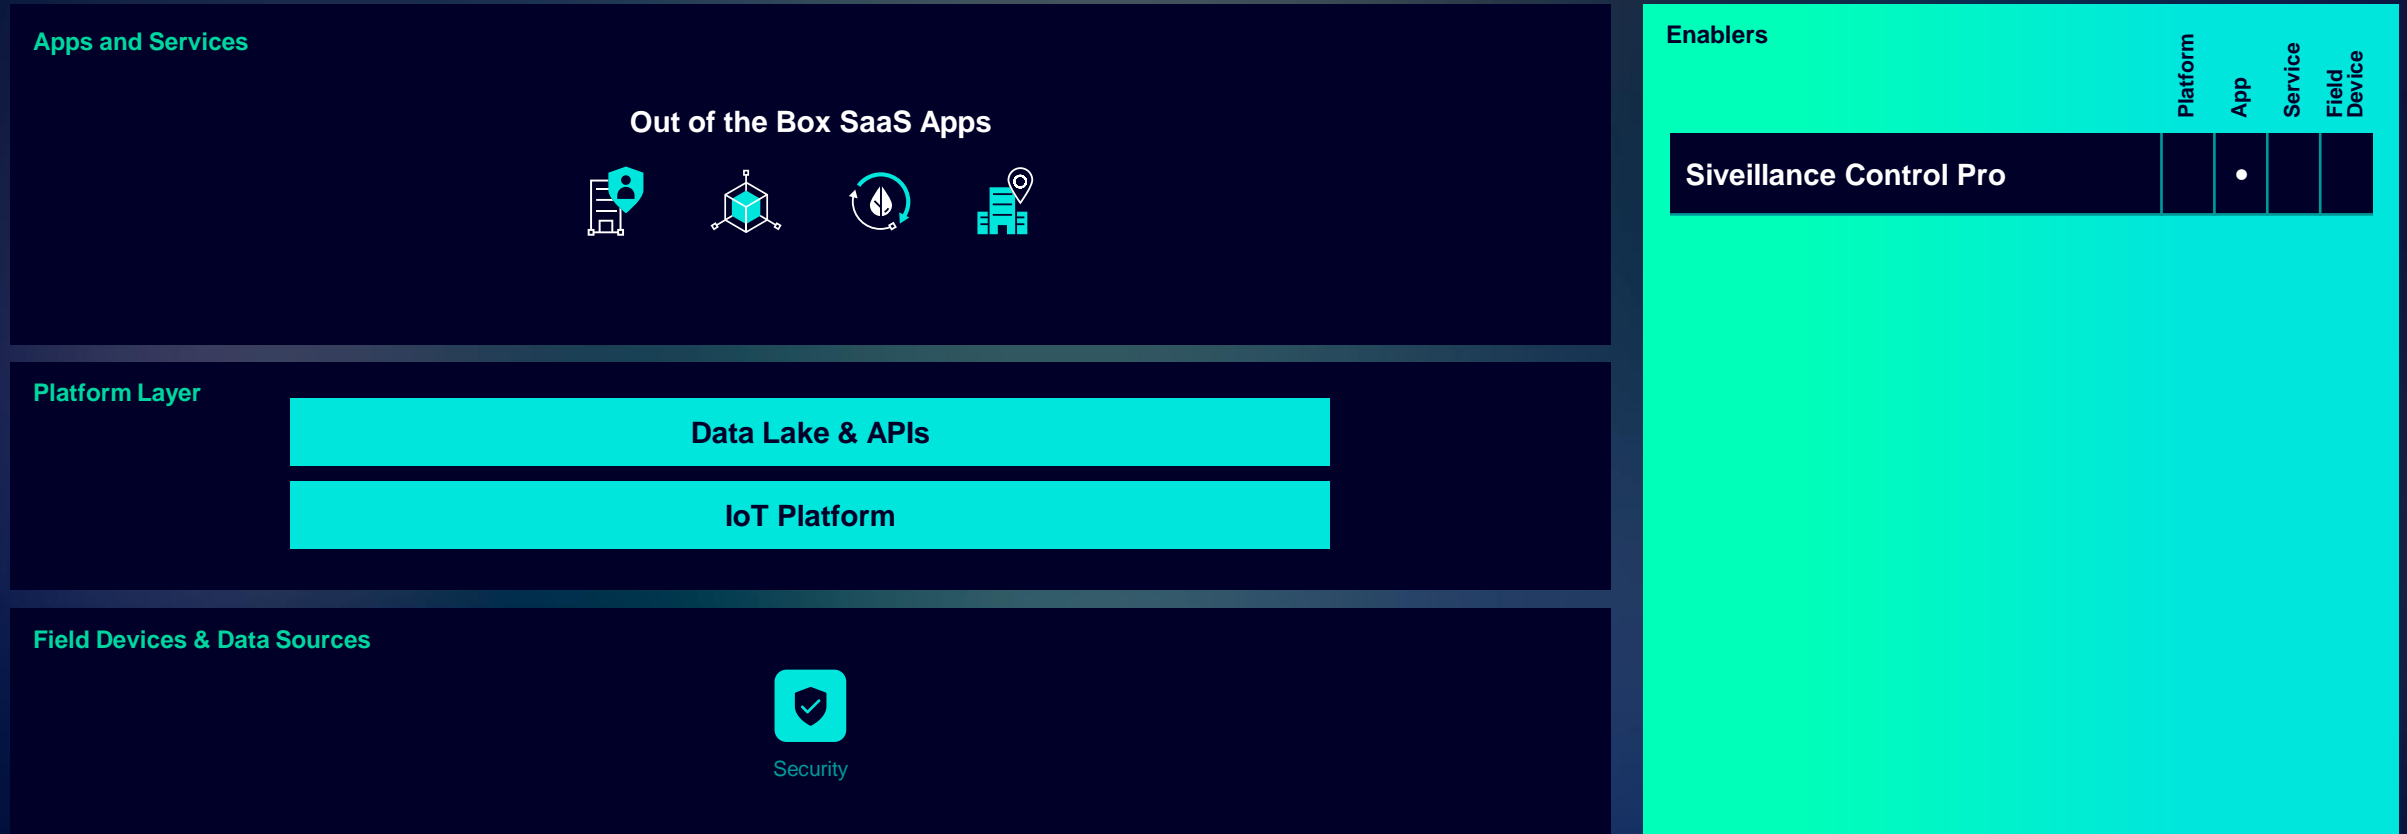 Apps and Services
Out of the Box SaaS Apps
Platform Layer
Data Lake & APIs
IoT Platform
Field Devices & Data Sources
Security
Enablers
Platform
App
Service
Field
Device
Siveillance Control Pro
•